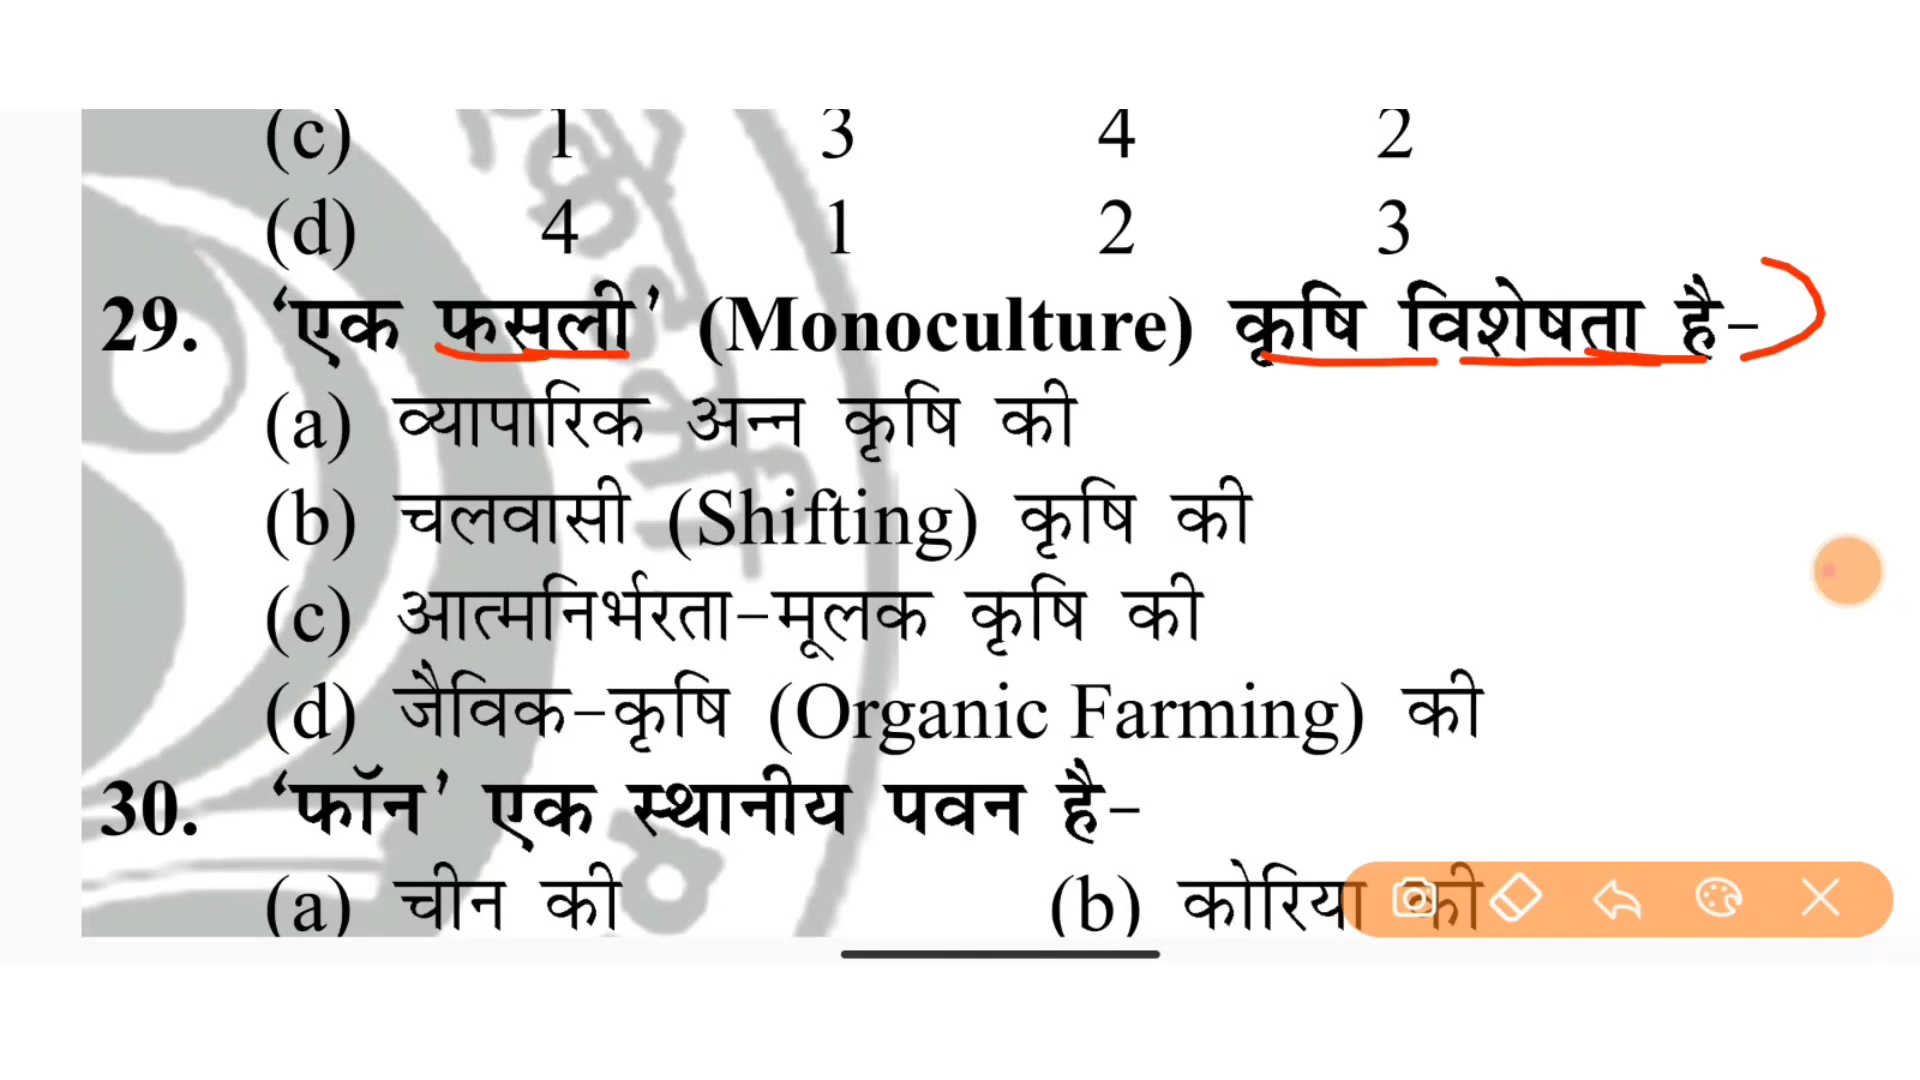 (c) 1 3 4 2
(d) 4 1 2 3
29. ‘एक फसली’ (Monoculture) कृषि विशेषता है-
(a) व्यापारिक अन्न कृषि की
(b) चलवासी (Shifting) कृषि की
(c) आत्मनिर्भरता-मूलक कृषि की
(d) जैविक-कृषि (Organic Farming) की
30. ‘फॉन’ एक स्थानीय पवन है-
(a) चीन की (b) कोरिया की